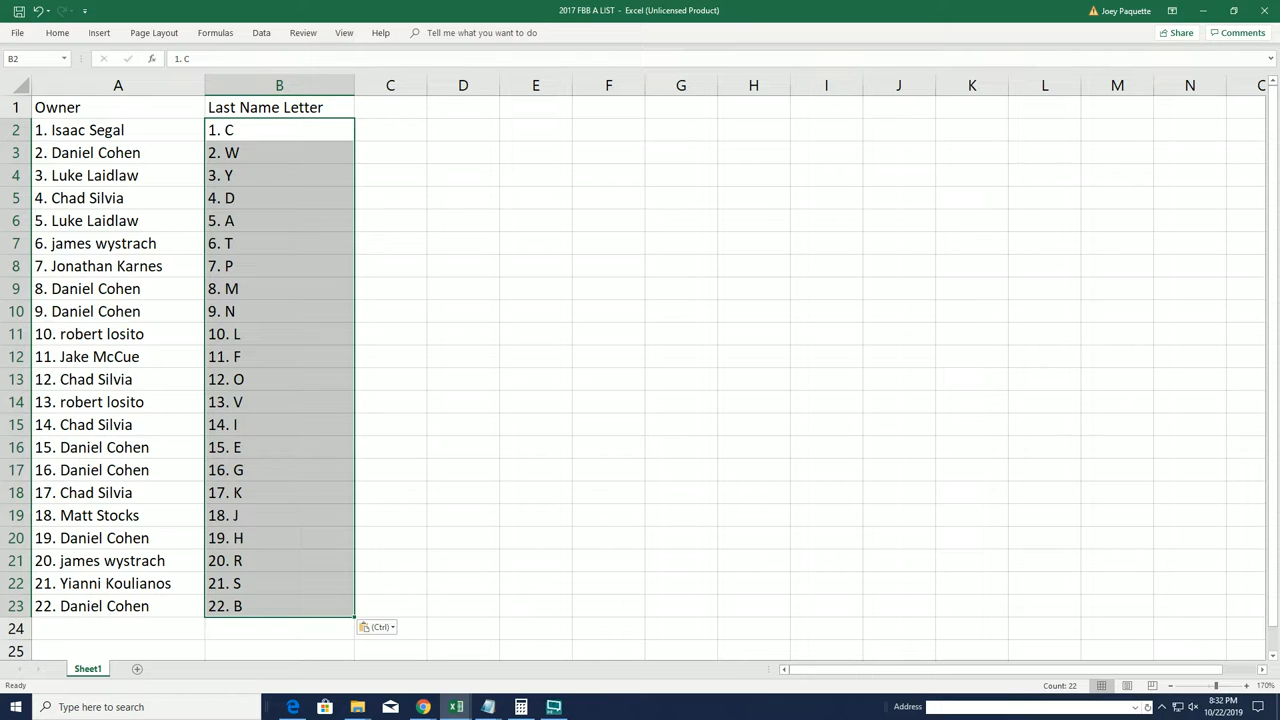 2017 FBB A LIST - Excel (Unlicensed Product)
Joey Paquette
File Home Insert Page Layout Formulas Data Review View Help Tell me what you want to do Share Comments
B2 fx 1. C
A B C D E F G H I J K L M N O
1 Owner Last Name Letter
2 1. Isaac Segal 1. C
3 2. Daniel Cohen 2. W
4 3. Luke Laidlaw 3. Y
5 4. Chad Silvia 4. D
6 5. Luke Laidlaw 5. A
7 6. james wystrach 6. T
8 7. Jonathan Karnes 7. P
9 8. Daniel Cohen 8. M
10 9. Daniel Cohen 9. N
11 10. robert losito 10. L
12 11. Jake McCue 11. F
13 12. Chad Silvia 12. O
14 13. robert losito 13. V
15 14. Chad Silvia 14. I
16 15. Daniel Cohen 15. E
17 16. Daniel Cohen 16. G
18 17. Chad Silvia 17. K
19 18. Matt Stocks 18. J
20 19. Daniel Cohen 19. H
21 20. james wystrach 20. R
22 21. Yianni Koulianos 21. S
23 22. Daniel Cohen 22. B
24 (Ctrl)
25
Sheet1
Ready Count: 22 170%
Type here to search Address 8:32 PM
10/22/2019